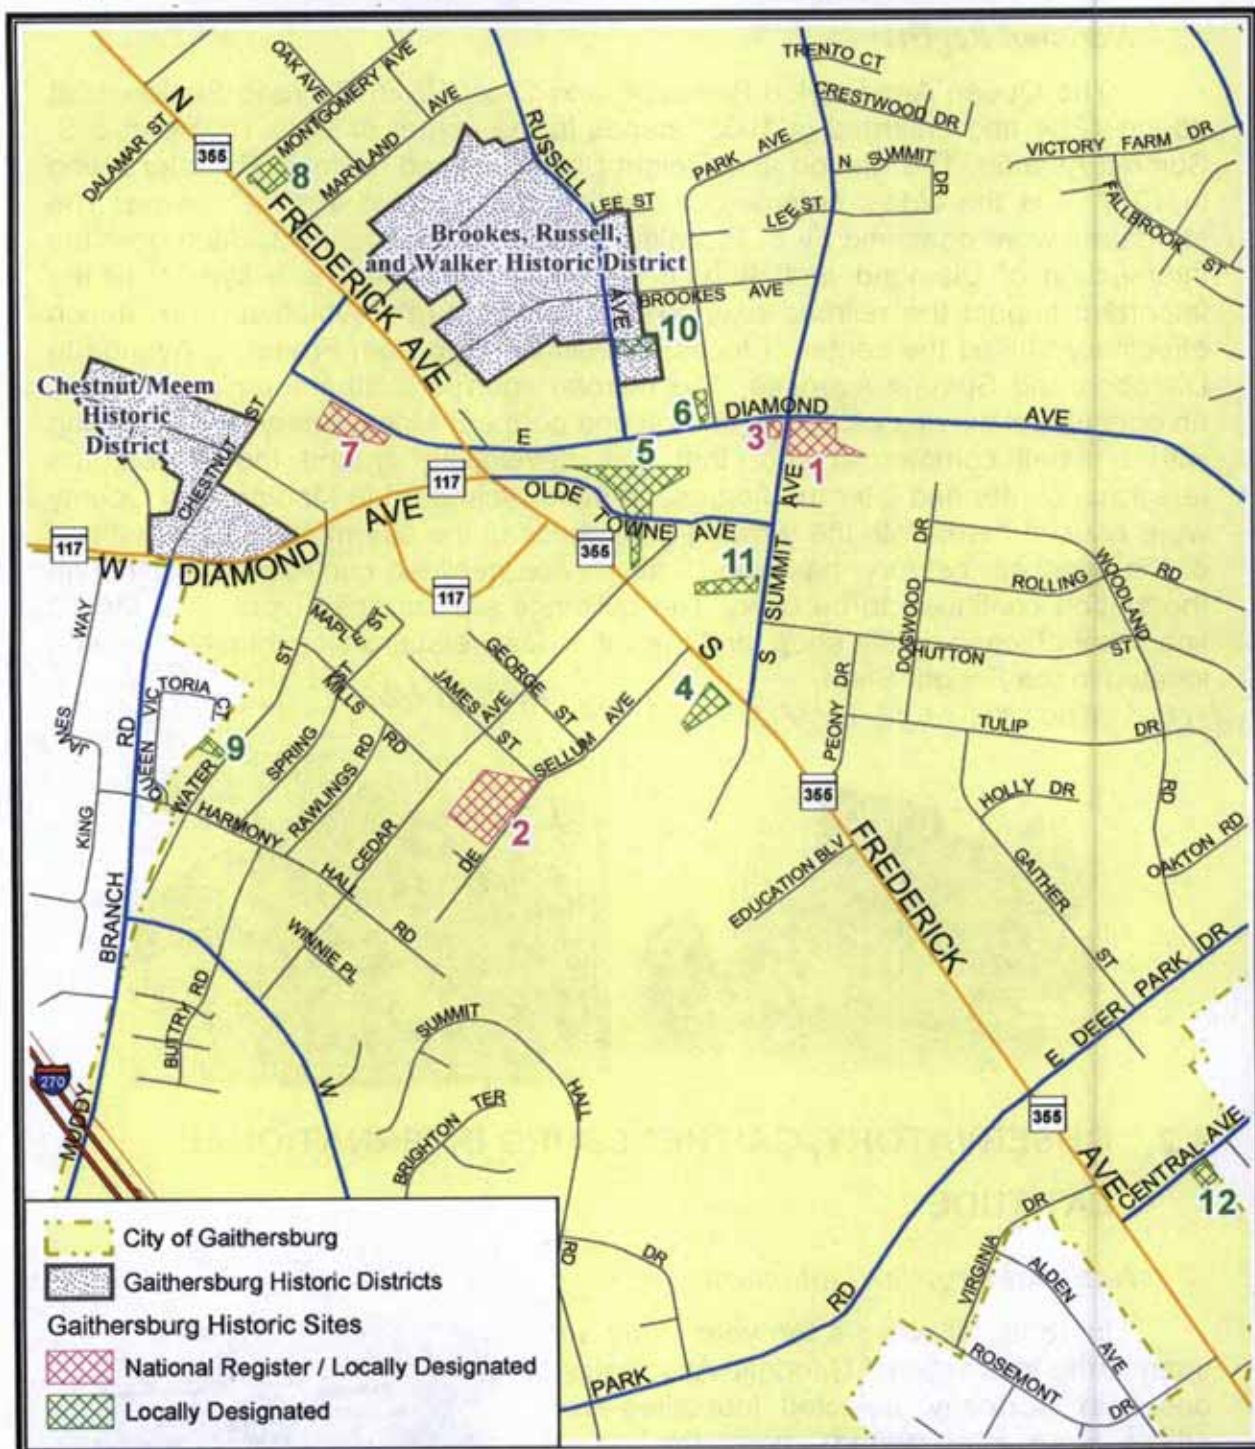 TRENTO CT
CRESTWOOD DR
OAK AVE
MONTGOMERY AVE
MARYLAND AVE
DALAMAR ST
N
355
8
FREDERICK AVE
RUSSELL AVE
PARK AVE
N SUMMIT DR
VICTORY FARM DR
FALLBROOK ST
LEE ST
LEE ST
Brookes, Russell,
and Walker Historic District
BROOKES AVE
10
Chestnut/Meem
Historic
District
CHESTNUT ST
7
6
DIAMOND AVE
3
1
E
5
117
OLDE TOWNE AVE
355
11
S SUMMIT AVE
117
W DIAMOND AVE
117
DOGWOOD DR
WOODLAND RD
ROLLING RD
HUTTON ST
WAY
JAMES
KING
MAPLE ST
HILL ST
MILLS RD
GEORGE ST
JAMES ST
S
4
PEONY DR
TULIP DR
QUEEN VIC TORIA CT
9
WATER ST
SPRING
RAWLINGS RD
CEDAR AVE
DE SELLUM AVE
2
HARMONY HALL RD
355
HOLLY DR
GAITHER ST
OAKTON RD
EDUCATION BLV
FREDERICK AVE
WINNIE PL
BUTTRY RD
MUDDY BRANCH RD
270
W
SUMMIT HALL RD
BRIGHTON TER
E DEER PARK DR
355
CENTRAL AVE
12
VIRGINIA DR
ALDEN AVE
ROSEMONT DR
DR
RD
PARK
City of Gaithersburg
Gaithersburg Historic Districts
Gaithersburg Historic Sites
National Register / Locally Designated
Locally Designated